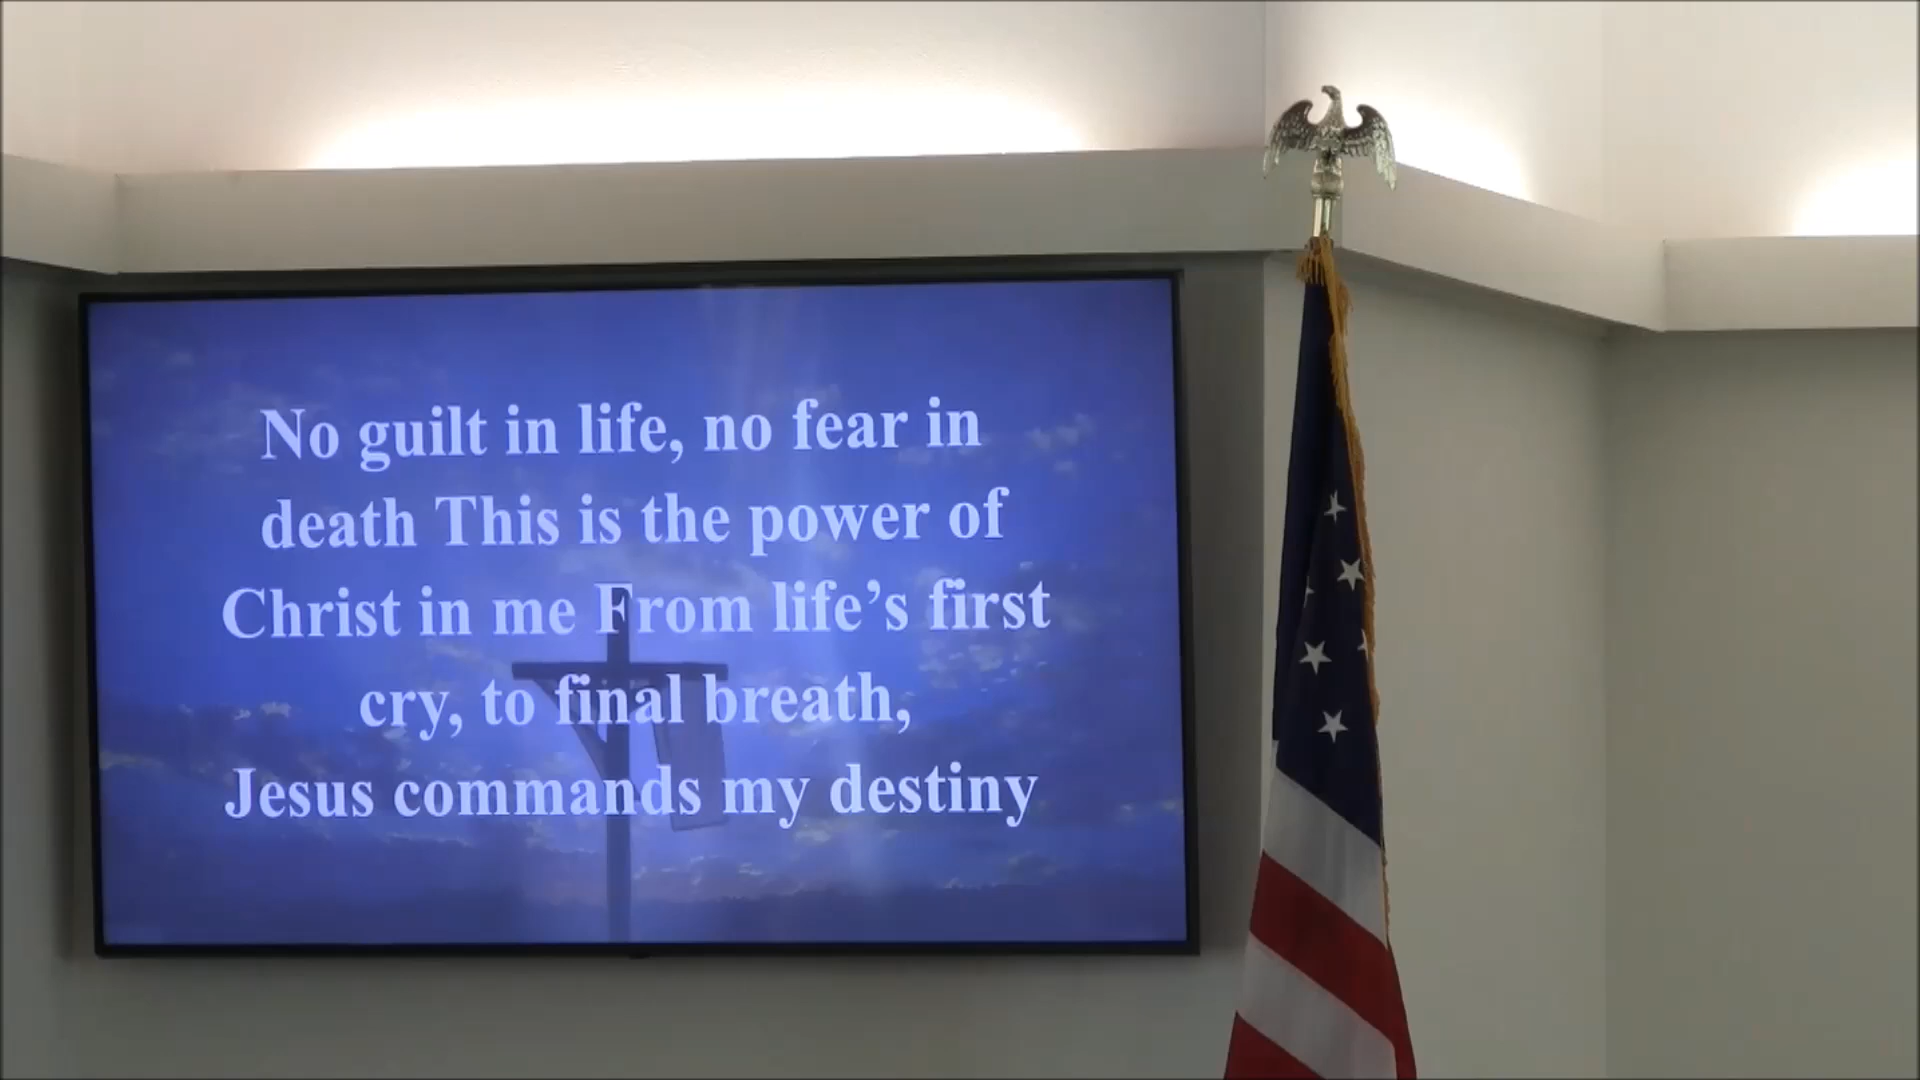 No guilt in life, no fear in
death This is the power of
Christ in me From life’s first
cry, to final breath,
Jesus commands my destiny